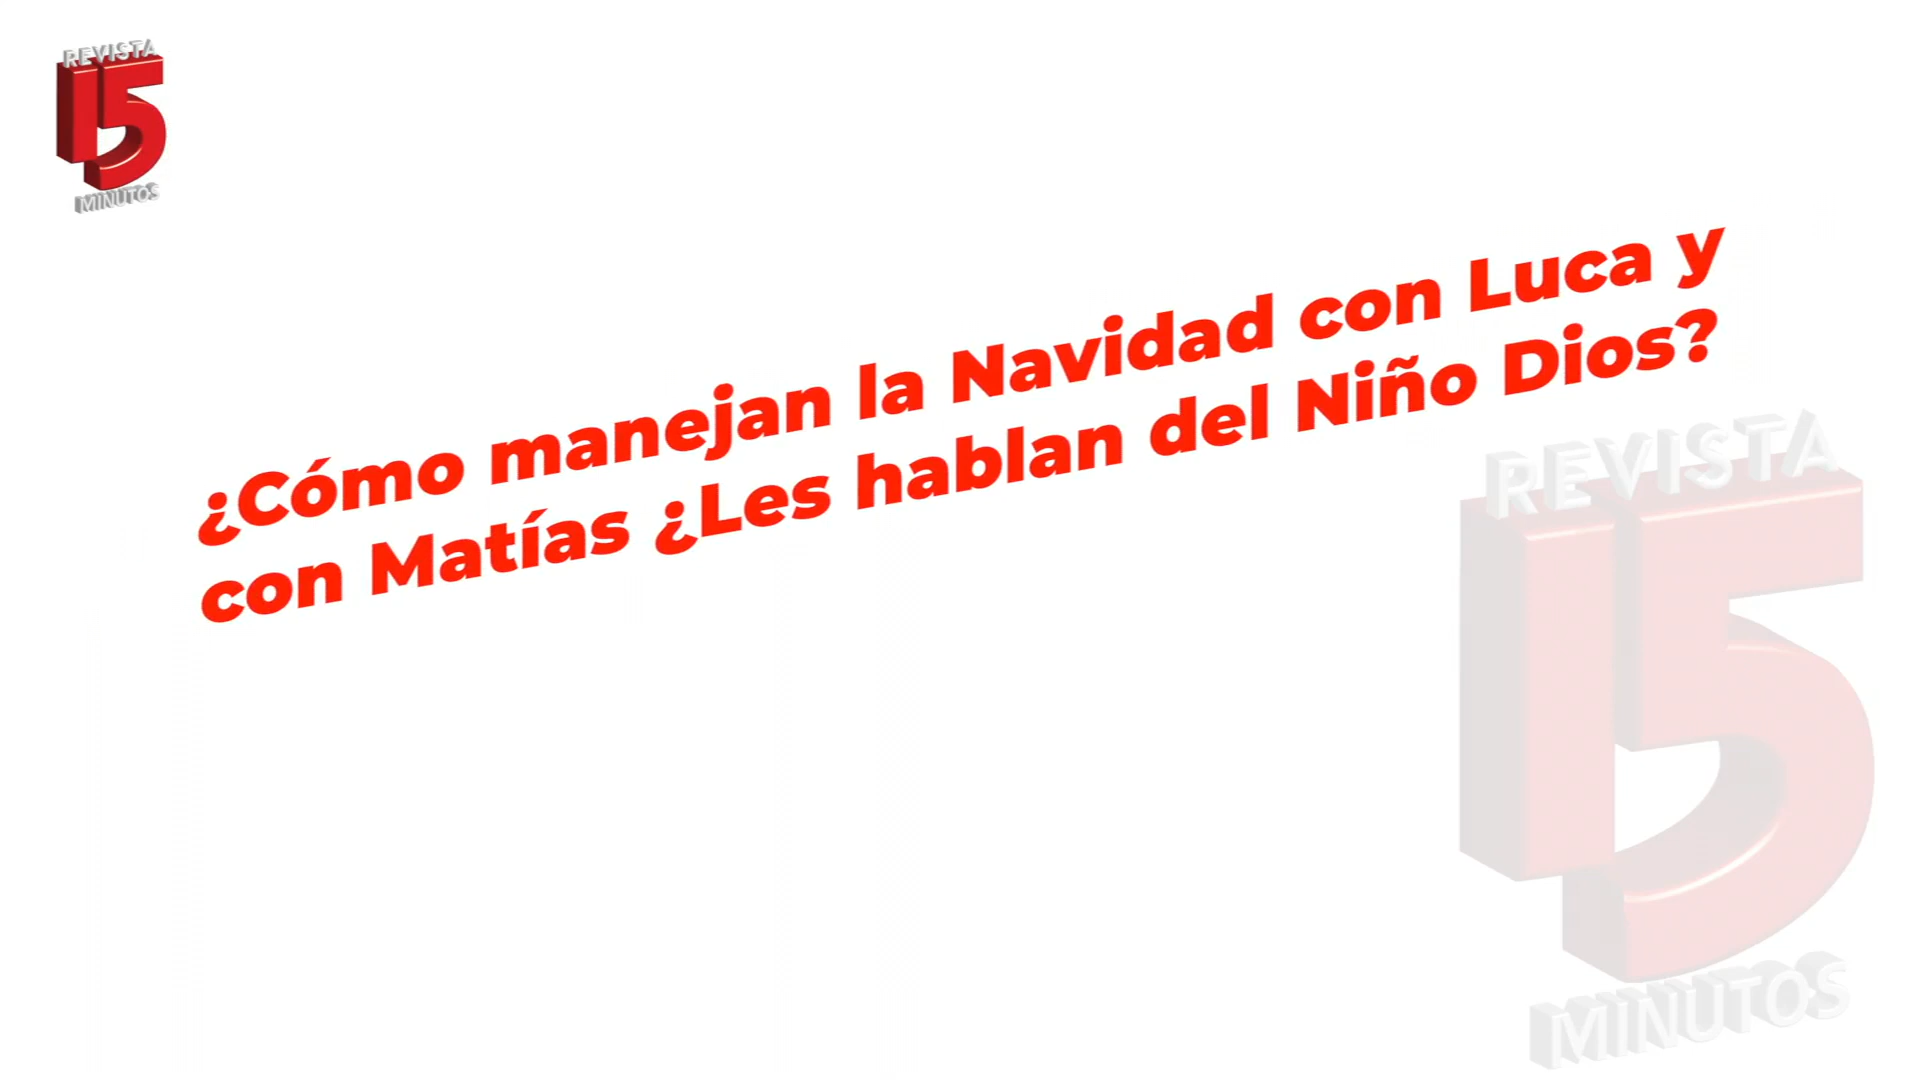 REVISTA
15
MINUTOS
¿Cómo manejan la Navidad con Luca y
con Matías ¿Les hablan del Niño Dios?
REVISTA
15
MINUTOS